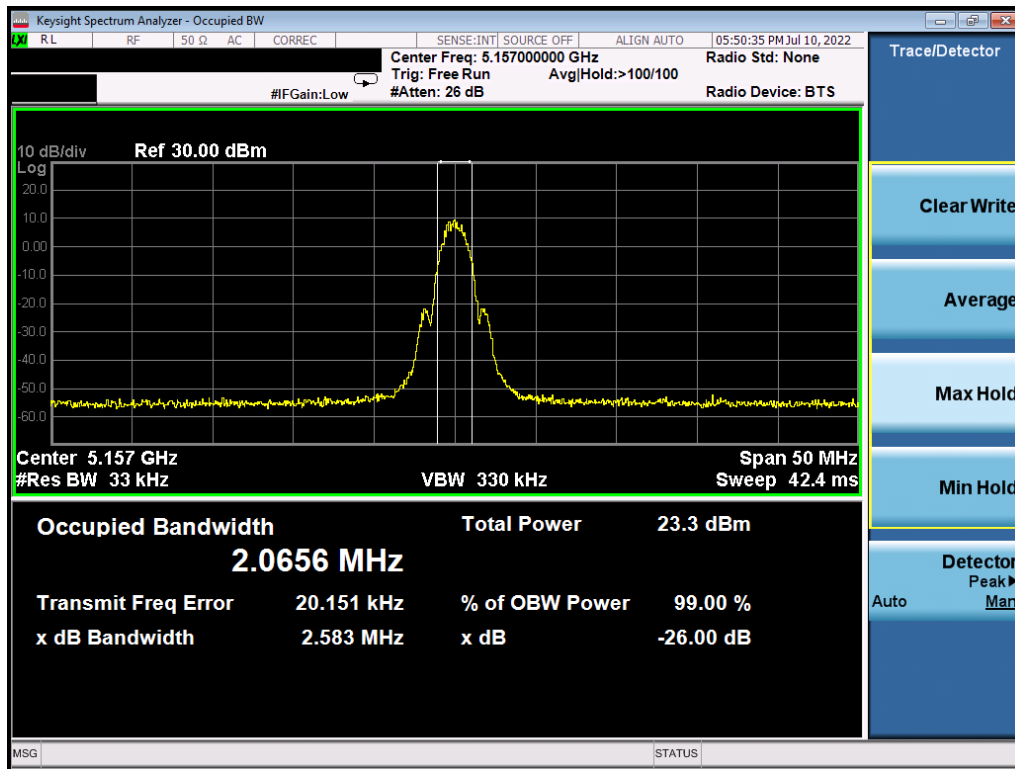 Keysight Spectrum Analyzer - Occupied BW
LXI RL RF 50 Ω AC CORREC SENSE:INT SOURCE OFF ALIGN AUTO 05:50:35 PM Jul 10, 2022
Center Freq: 5.157000000 GHz Radio Std: None
Trig: Free Run Avg|Hold:>100/100
#IFGain:Low #Atten: 26 dB Radio Device: BTS
10 dB/div Ref 30.00 dBm
Log
20.0
10.0
0.00
-10.0
-20.0
-30.0
-40.0
-50.0
-60.0
Center 5.157 GHz Span 50 MHz
#Res BW 33 kHz VBW 330 kHz Sweep 42.4 ms
Occupied Bandwidth Total Power 23.3 dBm
2.0656 MHz
Transmit Freq Error 20.151 kHz % of OBW Power 99.00 %
x dB Bandwidth 2.583 MHz x dB -26.00 dB
MSG STATUS
Trace/Detector
Clear Write
Average
Max Hold
Min Hold
Detector
Peak▶
Auto Man